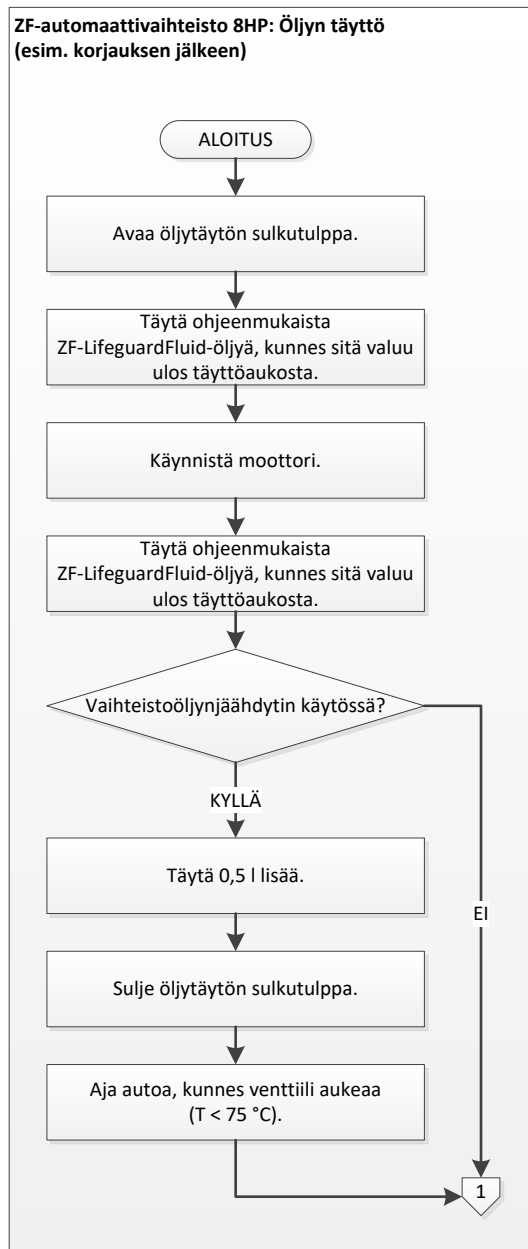 ZF-automaattivaihteisto 8HP: Öljyn täyttö
(esim. korjauksen jälkeen)
ALOITUS
Avaa öljytäytön sulkutulppa.
Täytä ohjeenmukaista
ZF-LifeguardFluid-öljyä, kunnes sitä valuu
ulos täyttöaukosta.
Käynnistä moottori.
Täytä ohjeenmukaista
ZF-LifeguardFluid-öljyä, kunnes sitä valuu
ulos täyttöaukosta.
Vaihteistoöljynjäähdytin käytössä?
KYLLÄ
Täytä 0,5 l lisää.
EI
Sulje öljytäytön sulkutulppa.
Aja autoa, kunnes venttiili aukeaa
(T < 75 °C).
1